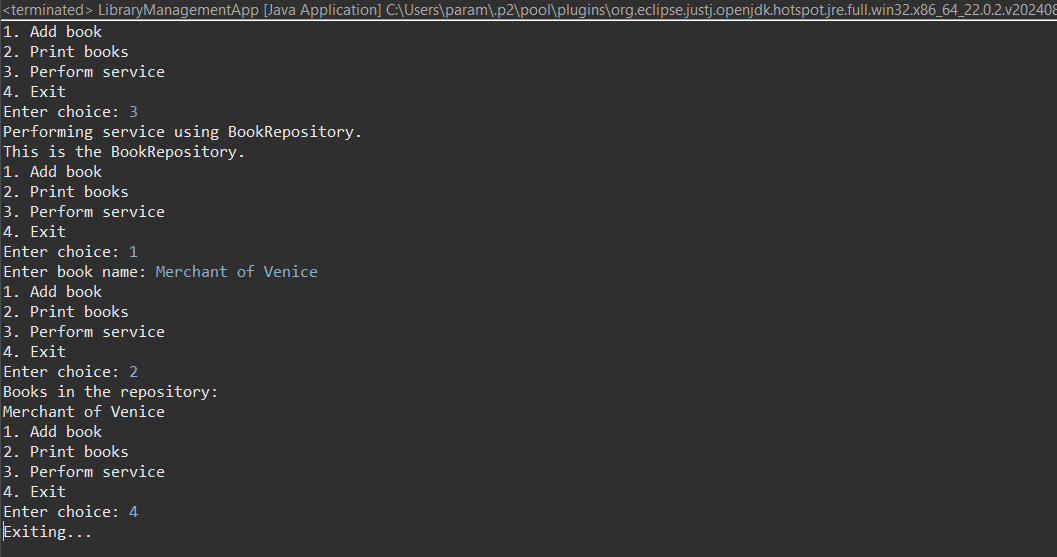 <terminated> LibraryManagementApp [Java Application] C:\Users\param\.p2\pool\plugins\org.eclipse.justj.openjdk.hotspot.jre.full.win32.x86_64_22.0.2.v202408
1. Add book
2. Print books
3. Perform service
4. Exit
Enter choice: 3
Performing service using BookRepository.
This is the BookRepository.
1. Add book
2. Print books
3. Perform service
4. Exit
Enter choice: 1
Enter book name: Merchant of Venice
1. Add book
2. Print books
3. Perform service
4. Exit
Enter choice: 2
Books in the repository:
Merchant of Venice
1. Add book
2. Print books
3. Perform service
4. Exit
Enter choice: 4
Exiting...